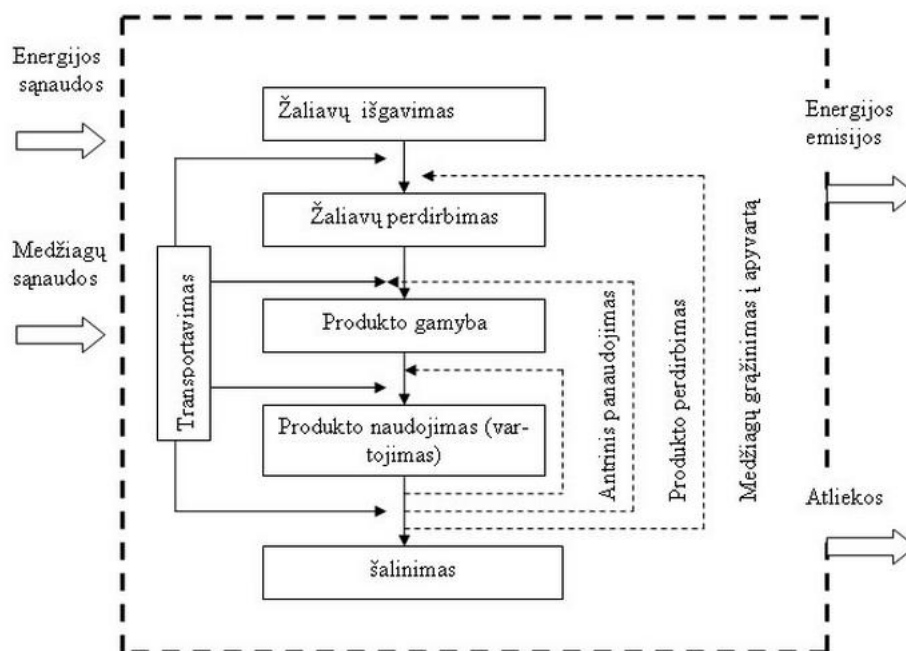 Energijos
sąnaudos
Medžiagų
sąnaudos
Žaliavų išgavimas
Žaliavų perdirbimas
Produkto gamyba
Produkto naudojimas (var-
tojimas)
šalinimas
Transportavimas
Antrinis panaudojimas
Produkto perdirbimas
Medžiagų grąžinimas į apyvartą
Energijos
emisijos
Atliekos